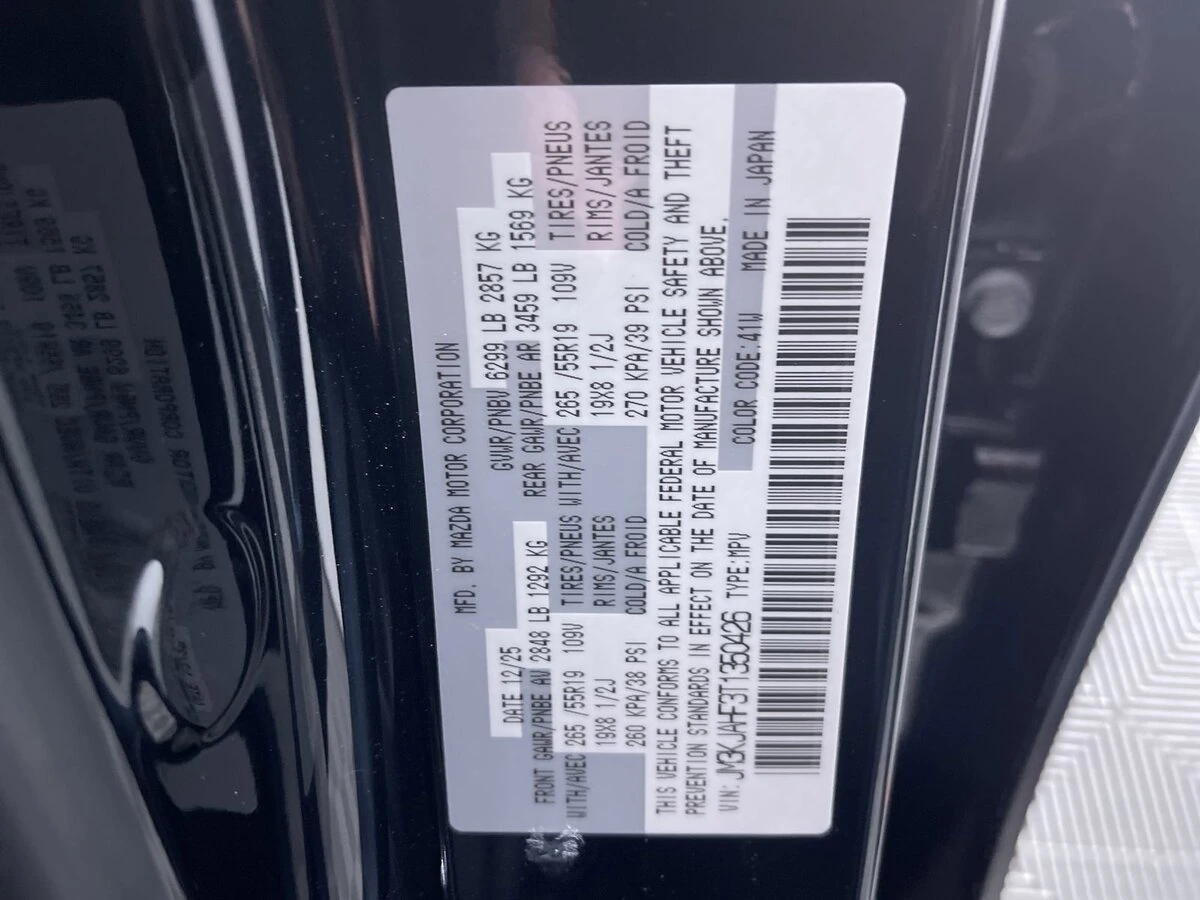 MFD. BY MAZDA MOTOR CORPORATION
DATE 12/25 GVWR/PNBV 6299 LB 2857 KG
FRONT GAWR/PNBE AV 2848 LB 1292 KG REAR GAWR/PNBE AR 3459 LB 1569 KG
WITH/AVEC 265 /55R19 109V TIRES/PNEUS WITH/AVEC 265 /55R19 109V TIRES/PNEUS
19X8 1/2J RIMS/JANTES 19X8 1/2J RIMS/JANTES
260 KPA/38 PSI COLD/A FROID 270 KPA/39 PSI COLD/A FROID
THIS VEHICLE CONFORMS TO ALL APPLICABLE FEDERAL MOTOR VEHICLE SAFETY AND THEFT
PREVENTION STANDARDS IN EFFECT ON THE DATE OF MANUFACTURE SHOWN ABOVE.
VIN: JM3KJAHF3T1350426 TYPE:MPV COLOR CODE:41W MADE IN JAPAN